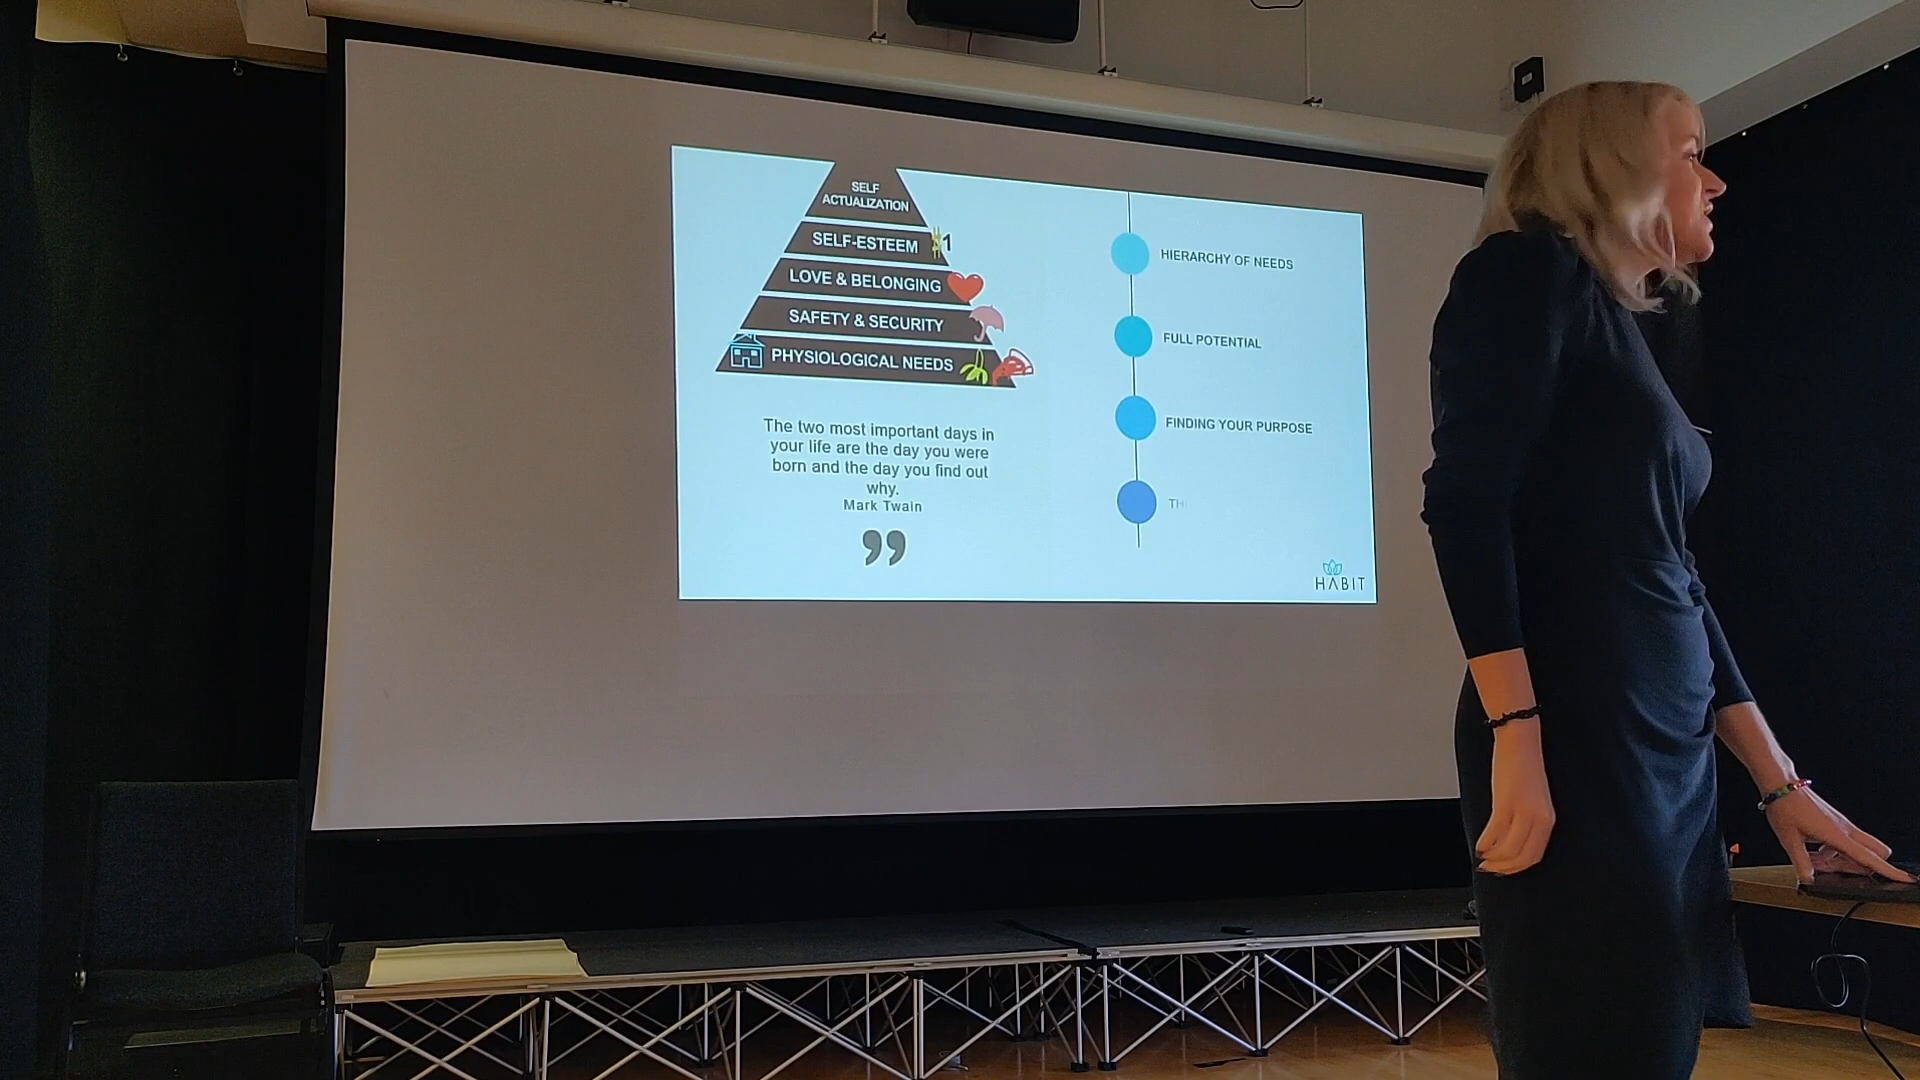 SELF
ACTUALIZATION
SELF-ESTEEM #1
LOVE & BELONGING
SAFETY & SECURITY
PHYSIOLOGICAL NEEDS
The two most important days in
your life are the day you were
born and the day you find out
why.
Mark Twain
”
HIERARCHY OF NEEDS
FULL POTENTIAL
FINDING YOUR PURPOSE
TH
HABIT